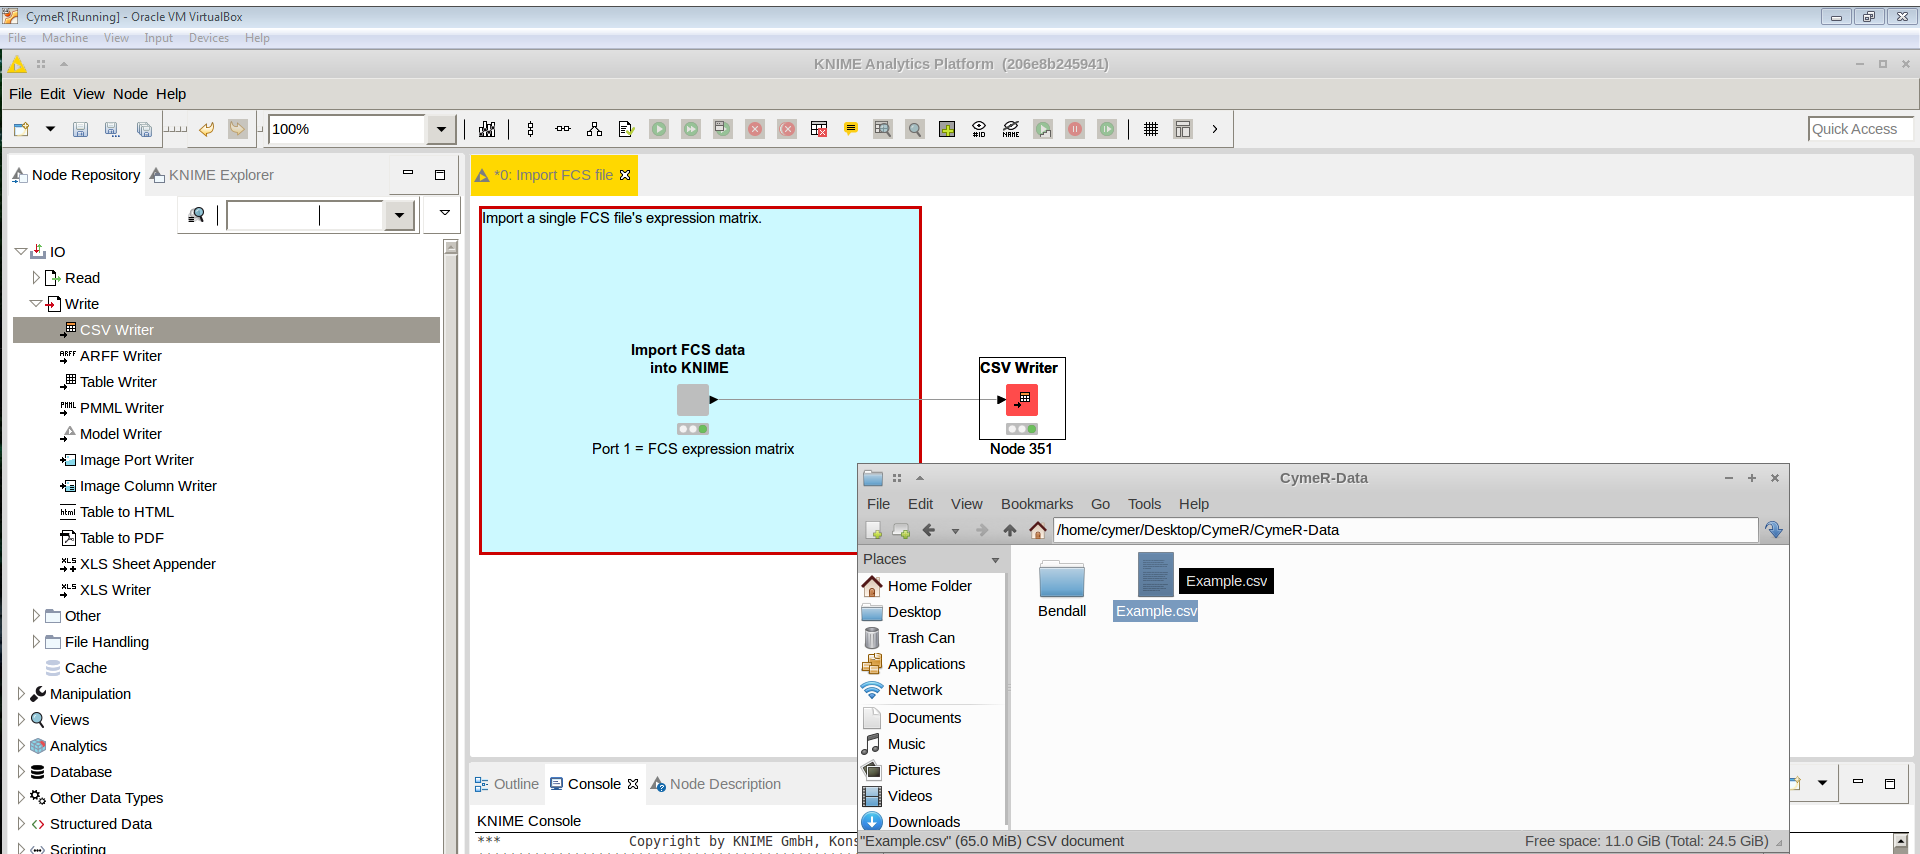 CymeR [Running] - Oracle VM VirtualBox
File Machine View Input Devices Help
KNIME Analytics Platform (206e8b245941)
File Edit View Node Help
100%
#ID
NAME
Quick Access
Node Repository
KNIME Explorer
*0: Import FCS file
IO
Read
Write
CSV Writer
ARFF Writer
Table Writer
PMML Writer
Model Writer
Image Port Writer
Image Column Writer
Table to HTML
Table to PDF
XLS Sheet Appender
XLS Writer
Other
File Handling
Cache
Manipulation
Views
Analytics
Database
Other Data Types
Structured Data
Scripting
Import a single FCS file's expression matrix.
Import FCS data
into KNIME
Port 1 = FCS expression matrix
CSV Writer
Node 351
Outline
Console
Node Description
KNIME Console
*** Copyright by KNIME GmbH, Kons
CymeR-Data
File Edit View Bookmarks Go Tools Help
/home/cymer/Desktop/CymeR/CymeR-Data
Places
Home Folder
Desktop
Trash Can
Applications
Network
Documents
Music
Pictures
Videos
Downloads
Bendall
Example.csv
Example.csv
"Example.csv" (65.0 MiB) CSV document
Free space: 11.0 GiB (Total: 24.5 GiB)